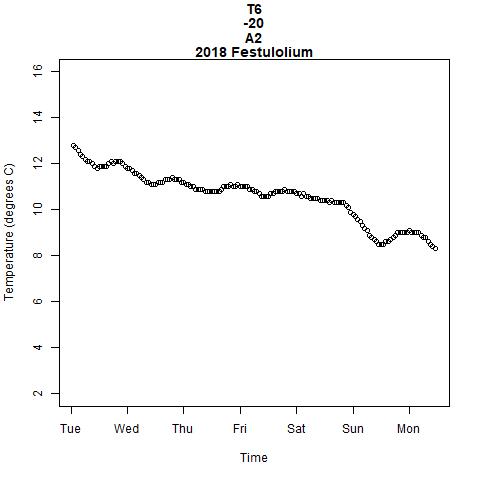 T6
-20
A2
2018 Festulolium
Temperature (degrees C)
16
14
12
10
8
6
4
2
Tue Wed Thu Fri Sat Sun Mon
Time